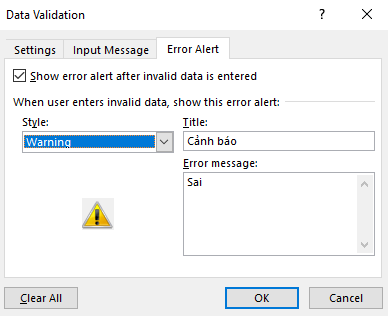 Data Validation
?
Settings
Input Message
Error Alert
Show error alert after invalid data is entered
When user enters invalid data, show this error alert:
Style:
Title:
Warning
Cảnh báo
Error message:
Sai
Clear All
OK
Cancel